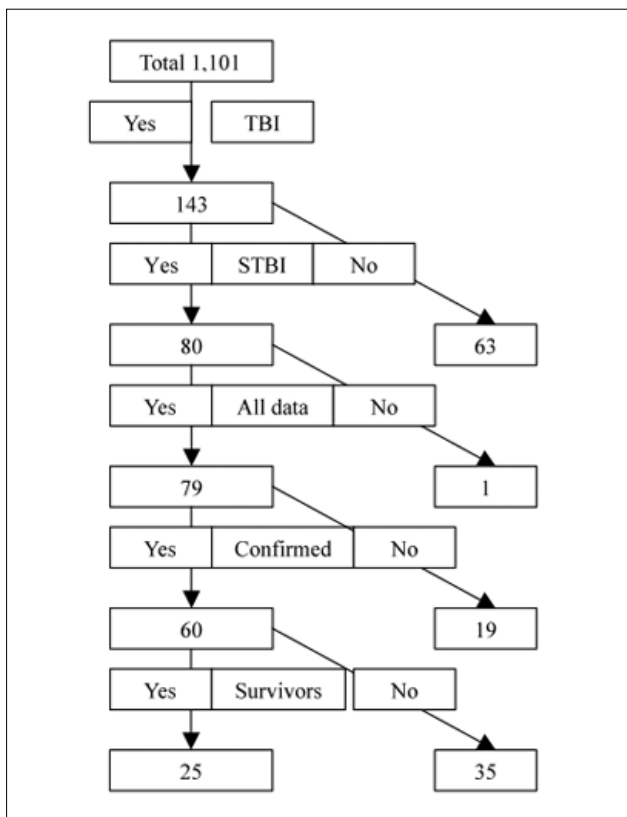 Total 1,101
Yes TBI
143
Yes STBI No
80 63
Yes All data No
79 1
Yes Confirmed No
60 19
Yes Survivors No
25 35